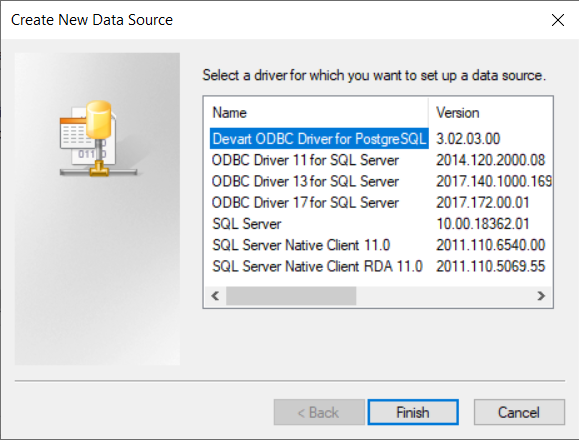 Create New Data Source
Select a driver for which you want to set up a data source.
Name Version
Devart ODBC Driver for PostgreSQL 3.02.03.00
ODBC Driver 11 for SQL Server 2014.120.2000.08
ODBC Driver 13 for SQL Server 2017.140.1000.169
ODBC Driver 17 for SQL Server 2017.172.00.01
SQL Server 10.00.18362.01
SQL Server Native Client 11.0 2011.110.6540.00
SQL Server Native Client RDA 11.0 2011.110.5069.55
< Back Finish Cancel